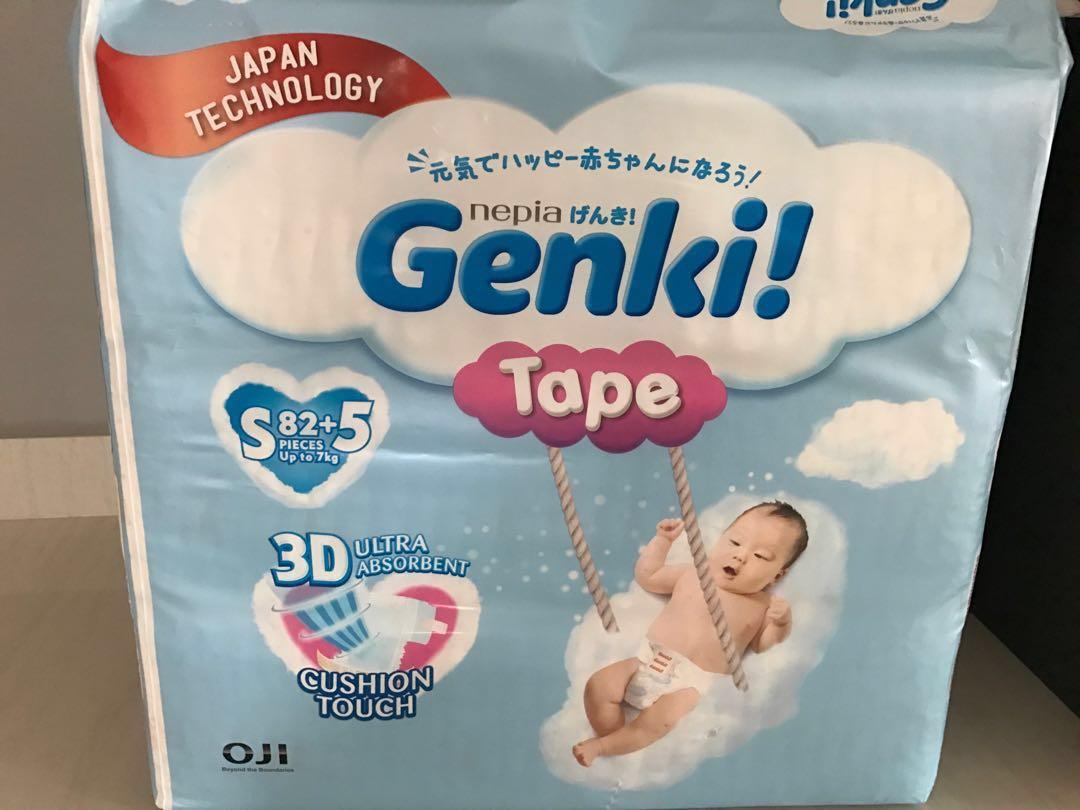 JAPAN
TECHNOLOGY
元気でハッピー赤ちゃんになろう!
nepia げんき!
Genki!
Tape
S 82+5
PIECES
Up to 7kg
3D ULTRA
ABSORBENT
CUSHION
TOUCH
OJI
Beyond the Boundaries